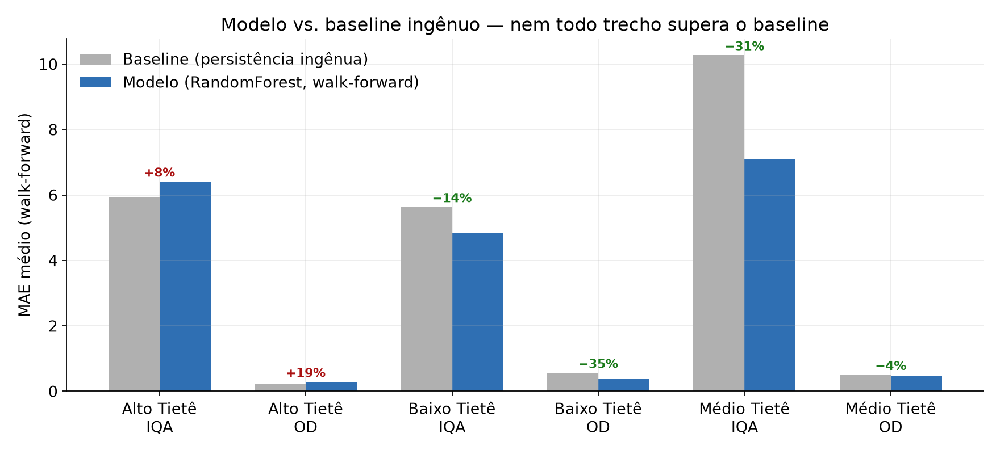 Modelo vs. baseline ingênuo — nem todo trecho supera o baseline
Baseline (persistência ingênua)
Modelo (RandomForest, walk-forward)
MAE médio (walk-forward)
10
8
6
4
2
0
+8%
+19%
−14%
−35%
−31%
−4%
Alto Tietê
IQA
Alto Tietê
OD
Baixo Tietê
IQA
Baixo Tietê
OD
Médio Tietê
IQA
Médio Tietê
OD